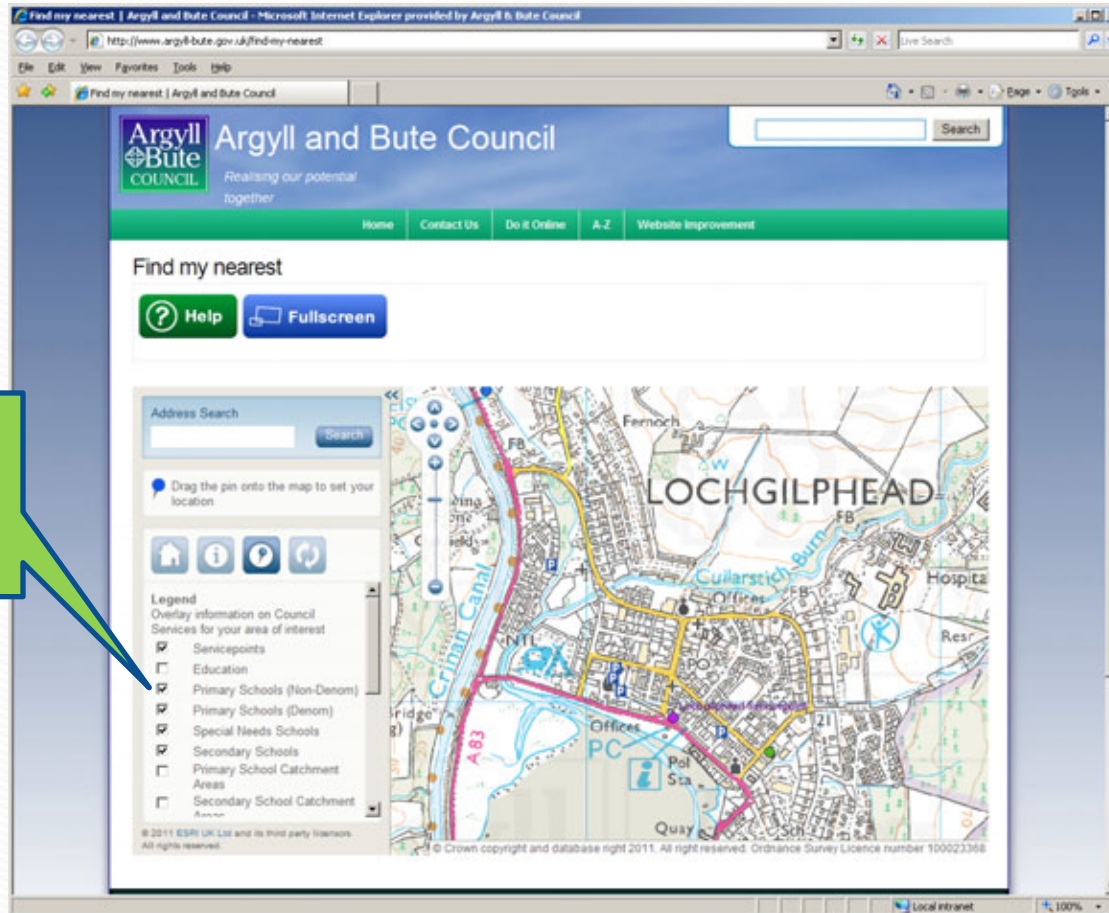 Find my nearest | Argyll and Bute Council - Microsoft Internet Explorer provided by Argyll & Bute Council
http://www.argyll-bute.gov.uk/find-my-nearest
Live Search
File Edit View Favorites Tools Help
Find my nearest | Argyll and Bute Council
Page Tools
Argyll
Bute
COUNCIL
Argyll and Bute Council
Realising our potential
together
Search
Home Contact Us Do it Online A-Z Website Improvement
Find my nearest
? Help
Fullscreen
Address Search
Search
Drag the pin onto the map to set your
location
Legend
Overlay information on Council
Services for your area of interest
Servicepoints
Education
Primary Schools (Non-Denom)
Primary Schools (Denom)
Special Needs Schools
Secondary Schools
Primary School Catchment
Areas
Secondary School Catchment
Areas
© 2011 ESRI UK Ltd and its third party licensors.
All rights reserved.
Fernoch
FB
LOCHGILPHEAD
FB
Cuilarstich Burn
Offices
FB
Hospita
Resr
Crinan Canal
NTL
PO
A 83
Offices
PC
21
Pol
Sta
Quay
Sch
© Crown copyright and database right 2011. All right reserved. Ordnance Survey Licence number 100023368
Local intranet
100%